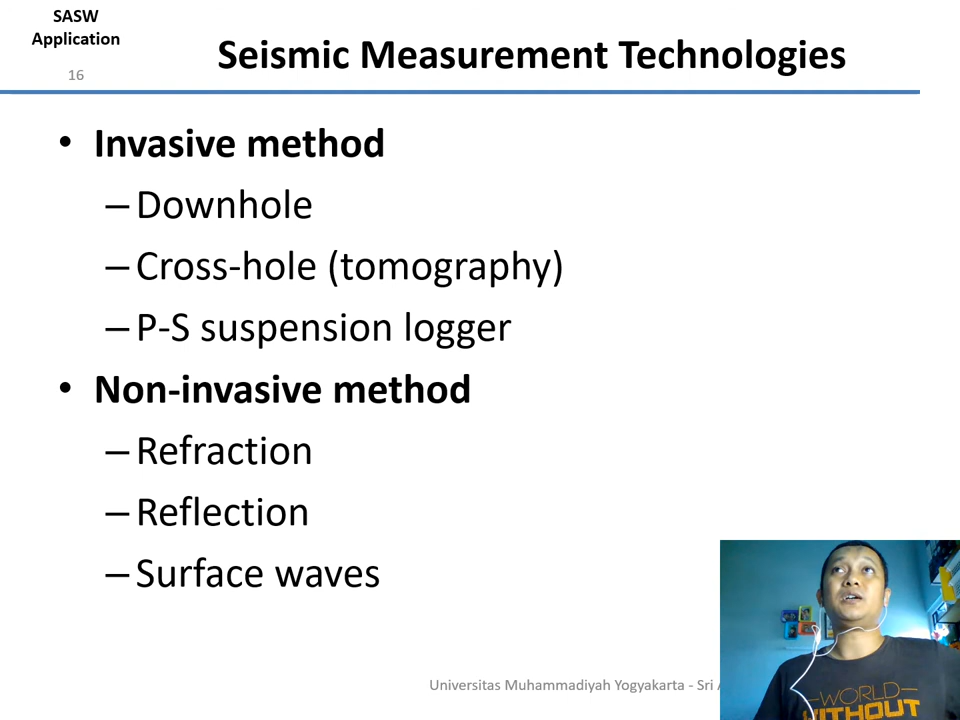 SASW
Application
16
Seismic Measurement Technologies
• Invasive method
– Downhole
– Cross-hole (tomography)
– P-S suspension logger
• Non-invasive method
– Refraction
– Reflection
– Surface waves
Universitas Muhammadiyah Yogyakarta - Sri
WORLD
WITHOUT